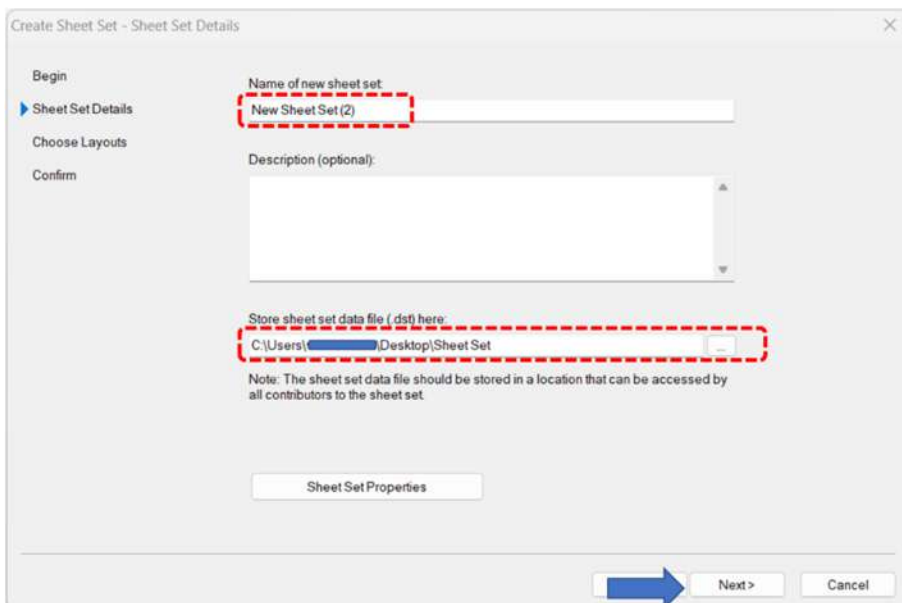 Create Sheet Set - Sheet Set Details
Begin
Sheet Set Details
Choose Layouts
Confirm
Name of new sheet set:
New Sheet Set (2)
Description (optional):
Store sheet set data file (.dst) here:
C:\Users\ \Desktop\Sheet Set
...
Note: The sheet set data file should be stored in a location that can be accessed by
all contributors to the sheet set.
Sheet Set Properties
Next >
Cancel